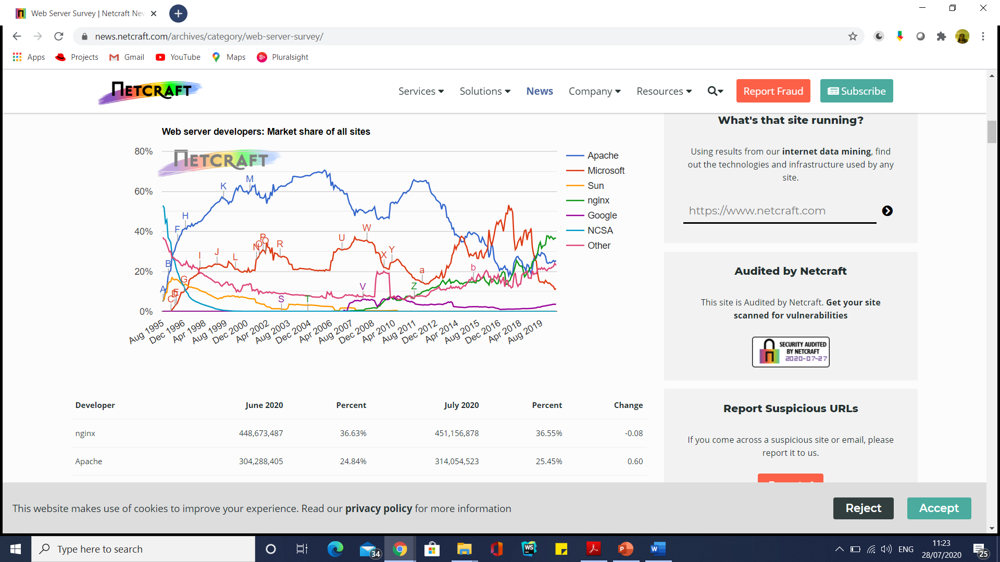 Web Server Survey | Netcraft Nev
news.netcraft.com/archives/category/web-server-survey/
Apps Projects Gmail YouTube Maps Pluralsight
NETCRAFT
Services Solutions News Company Resources Report Fraud Subscribe
Web server developers: Market share of all sites
NETCRAFT
80%
60%
40%
20%
0%
A
B
C
D
E
F
G
H
I
J
K
L
M
N
O
P
Q
R
S
T
U
V
W
X
Y
Z
a
b
Aug 1995
Dec 1996
Apr 1998
Aug 1999
Dec 2000
Apr 2002
Aug 2003
Dec 2004
Apr 2006
Aug 2007
Dec 2008
Apr 2010
Aug 2011
Dec 2012
Apr 2014
Aug 2015
Dec 2016
Apr 2018
Aug 2019
Apache
Microsoft
Sun
nginx
Google
NCSA
Other
Developer June 2020 Percent July 2020 Percent Change
nginx 448,673,487 36.63% 451,156,878 36.55% -0.08
Apache 304,288,405 24.84% 314,054,523 25.45% 0.60
What's that site running?
Using results from our internet data mining, find
out the technologies and infrastructure used by any
site.
https://www.netcraft.com
Audited by Netcraft
This site is Audited by Netcraft. Get your site
scanned for vulnerabilities
SECURITY AUDITED
BY NETCRAFT
2020-07-27
Report Suspicious URLs
If you come across a suspicious site or email, please
report it to us.
This website makes use of cookies to improve your experience. Read our privacy policy for more information
Reject Accept
Type here to search
34
WS
P
W
ENG
11:23
28/07/2020
25